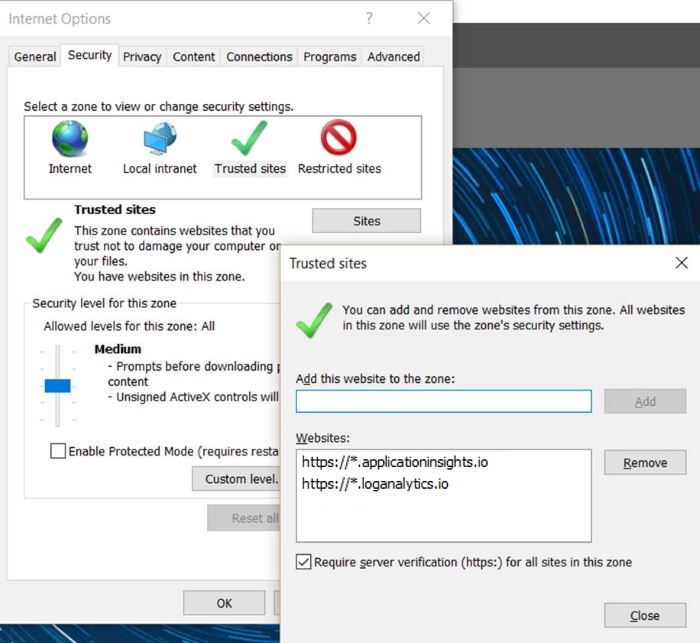 Internet Options
?
General Security Privacy Content Connections Programs Advanced
Select a zone to view or change security settings.
Internet Local intranet Trusted sites Restricted sites
Trusted sites
Sites
This zone contains websites that you
trust not to damage your computer or
your files.
You have websites in this zone.
Security level for this zone
Allowed levels for this zone: All
Medium
- Prompts before downloading
content
- Unsigned ActiveX controls will
Enable Protected Mode (requires resta
Custom level.
Reset all
OK
Trusted sites
You can add and remove websites from this zone. All websites
in this zone will use the zone's security settings.
Add this website to the zone:
Add
Websites:
https://*.applicationinsights.io
https://*.loganalytics.io
Remove
Require server verification (https:) for all sites in this zone
Close